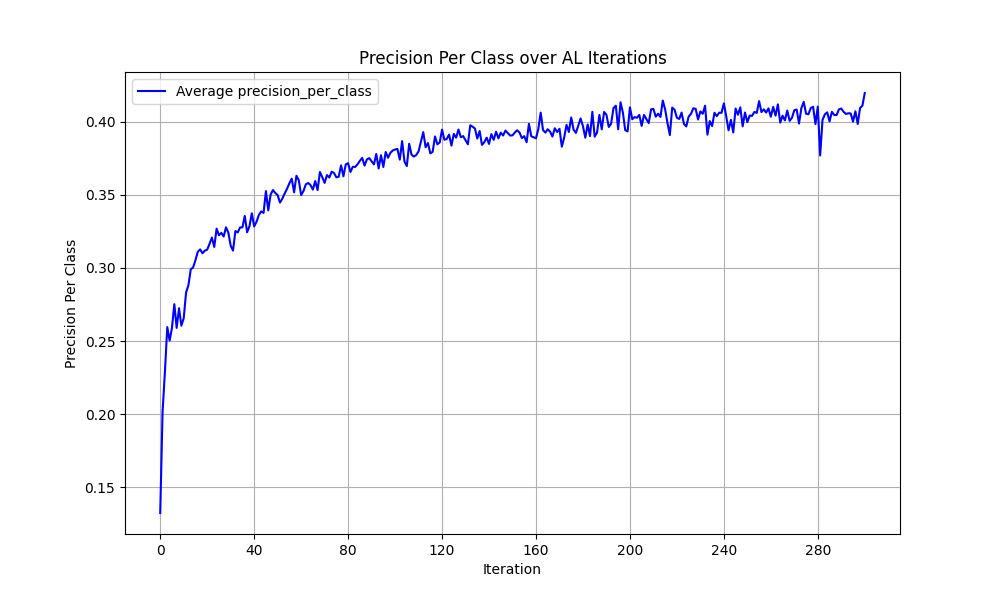 Precision Per Class over AL Iterations
Average precision_per_class
Precision Per Class
0.40
0.35
0.30
0.25
0.20
0.15
0 40 80 120 160 200 240 280
Iteration